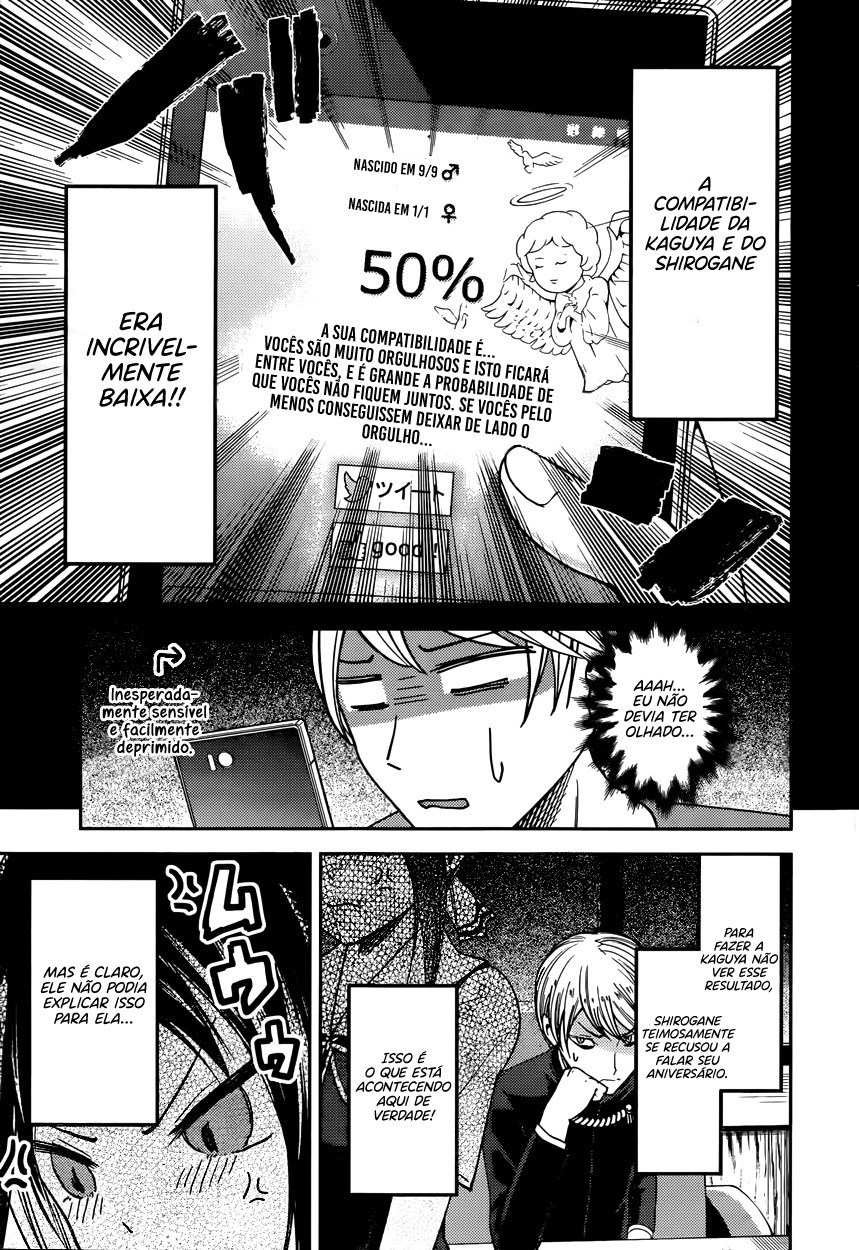 A
COMPATIBI-
LIDADE DA
KAGUYA E DO
SHIROGANE
NASCIDO EM 9/9 ♂
NASCIDA EM 1/1 ♀
50%
A SUA COMPATIBILIDADE É...
VOCÊS SÃO MUITO ORGULHOSOS E ISTO FICARÁ
ENTRE VOCÊS, E É GRANDE A PROBABILIDADE DE
QUE VOCÊS NÃO FIQUEM JUNTOS. SE VOCÊS PELO
MENOS CONSEGUISSEM DEIXAR DE LADO O
ORGULHO...
ツイート
good !
ERA
INCRIVEL-
MENTE
BAIXA!!
AAAH...
EU NÃO
DEVIA TER
OLHADO...
Inesperada-
mente sensível
e facilmente
deprimido.
PARA
FAZER A
KAGUYA NÃO
VER ESSE
RESULTADO,
SHIROGANE
TEIMOSAMENTE
SE RECUSOU A
FALAR SEU
ANIVERSÁRIO.
ISSO É
O QUE ESTÁ
ACONTECENDO
AQUI DE
VERDADE!
MAS É CLARO,
ELE NÃO PODIA
EXPLICAR ISSO
PARA ELA...
ムウウウ